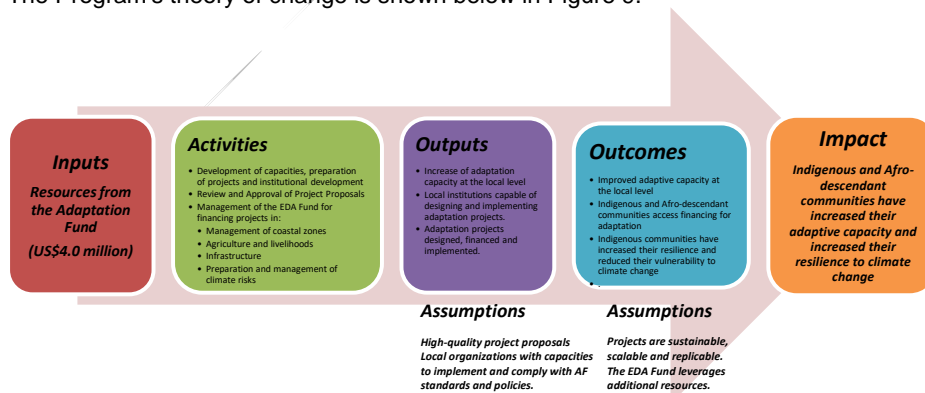 The Program's theory of change is shown below in Figure 9.
Inputs
Resources from
the Adaptation
Fund
(US$4.0 million)
Activities
• Development of capacities, preparation
of projects and institutional development
• Review and Approval of Project Proposals
• Management of the EDA Fund for
financing projects in:
• Management of coastal zones
• Agriculture and livelihoods
• Infrastructure
• Preparation and management of
climate risks
Outputs
• Increase of adaptation
capacity at the local level
• Local institutions capable of
designing and implementing
adaptation projects.
• Adaptation projects
designed, financed and
implemented.
Outcomes
• Improved adaptive capacity at
the local level
• Indigenous and Afro-descendant
communities access financing for
adaptation
• Indigenous communities have
increased their resilience and
reduced their vulnerability to
climate change
• .
Impact
Indigenous and Afro-
descendant
communities have
increased their
adaptive capacity and
increased their
resilience to climate
change
Assumptions
High-quality project proposals
Local organizations with capacities
to implement and comply with AF
standards and policies.
Assumptions
Projects are sustainable,
scalable and replicable.
The EDA Fund leverages
additional resources.